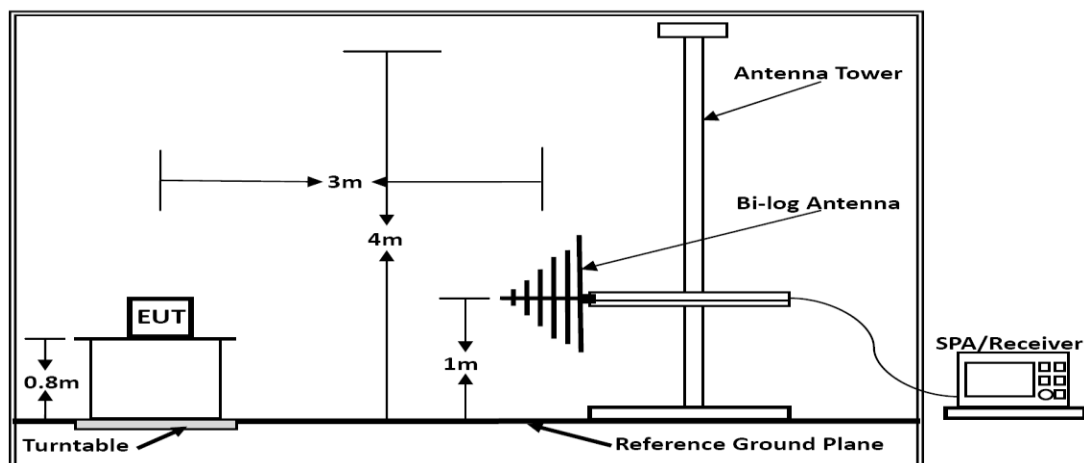 Antenna Tower
3m
Bi-log Antenna
4m
EUT
SPA/Receiver
1m
0.8m
Turntable
Reference Ground Plane